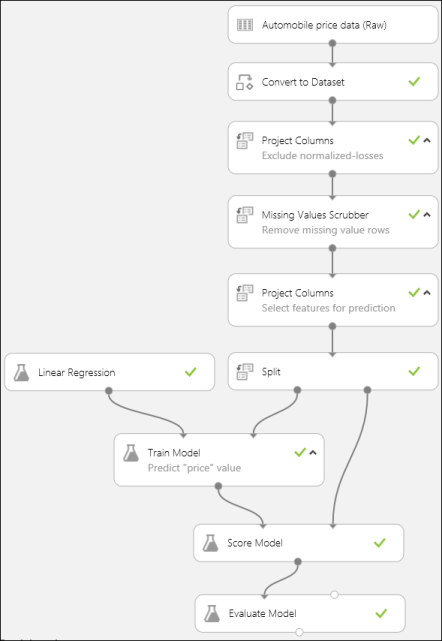 Automobile price data (Raw)
Convert to Dataset
Project Columns
Exclude normalized-losses
Missing Values Scrubber
Remove missing value rows
Project Columns
Select features for prediction
Linear Regression
Split
Train Model
Predict "price" value
Score Model
Evaluate Model